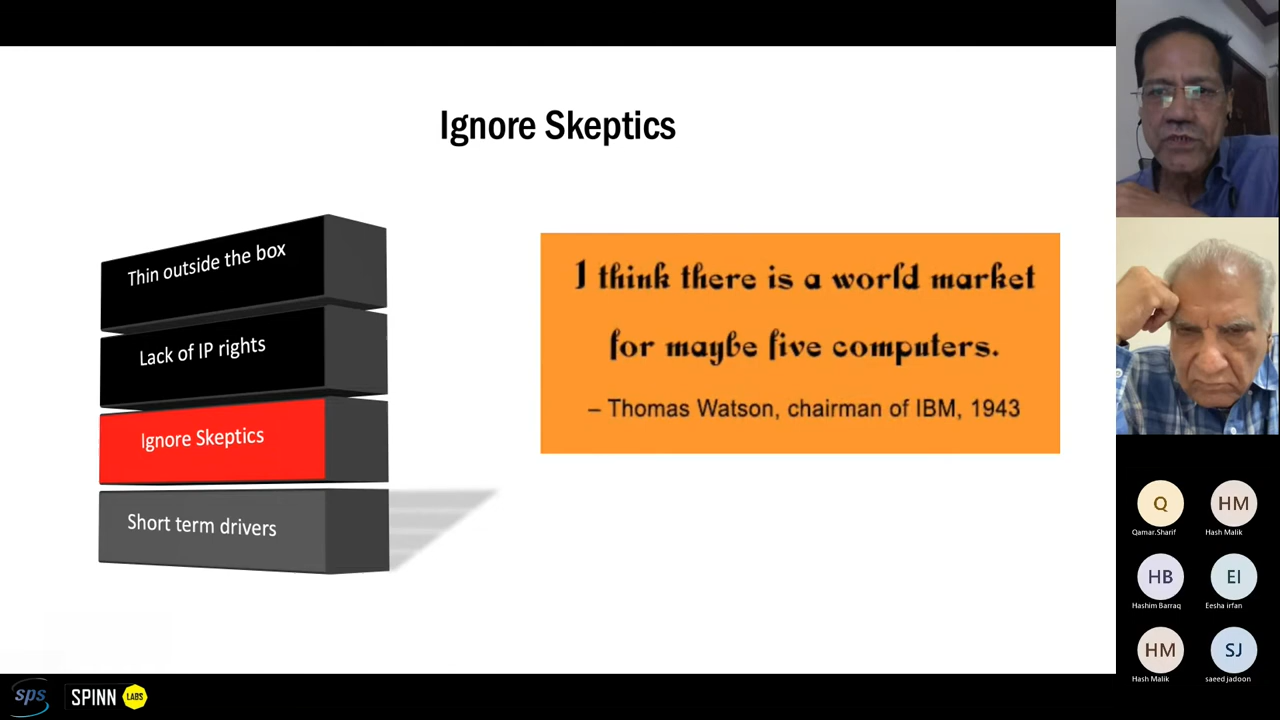 Ignore Skeptics
Thin outside the box
Lack of IP rights
Ignore Skeptics
Short term drivers
I think there is a world market
for maybe five computers.
– Thomas Watson, chairman of IBM, 1943
Q
HM
Qamar.Sharif
Hash Malik
HB
EI
Hashim Barraq
Eesha irfan
HM
SJ
Hash Malik
saeed jadoon
sps
SPINN LABS